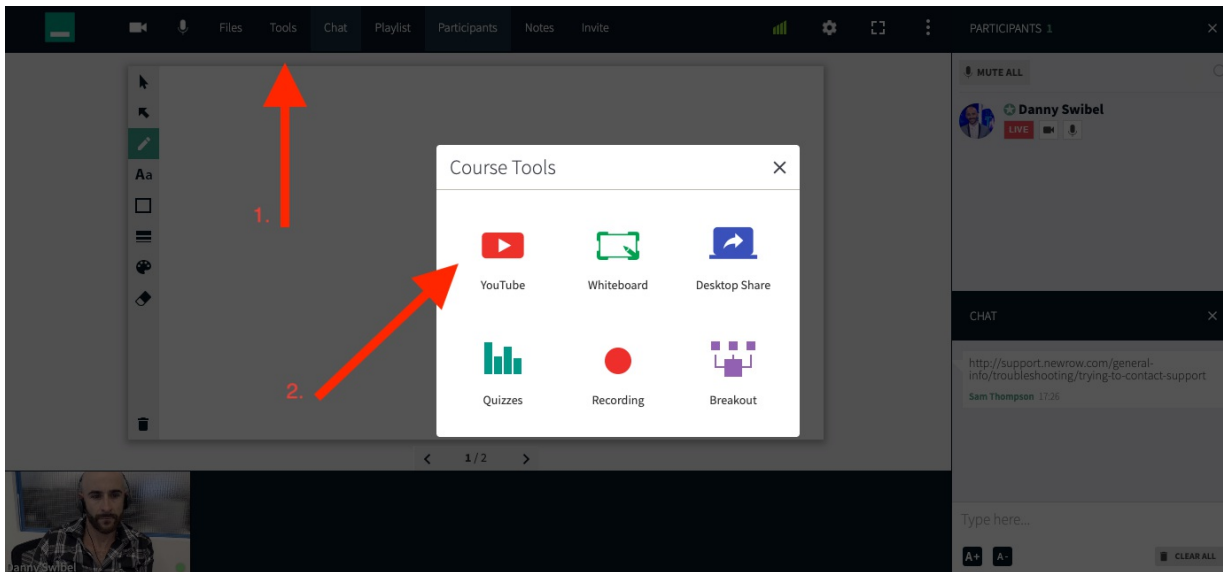 Files Tools Chat Playlist Participants Notes Invite
PARTICIPANTS 1
MUTE ALL
Danny Swibel
LIVE
Aa
1.
Course Tools
YouTube Whiteboard Desktop Share
2.
Quizzes Recording Breakout
CHAT
http://support.newrow.com/general-
info/troubleshooting/trying-to-contact-support
Sam Thompson 17:26
1 / 2
Type here...
A+ A-
CLEAR ALL
Danny Swibel